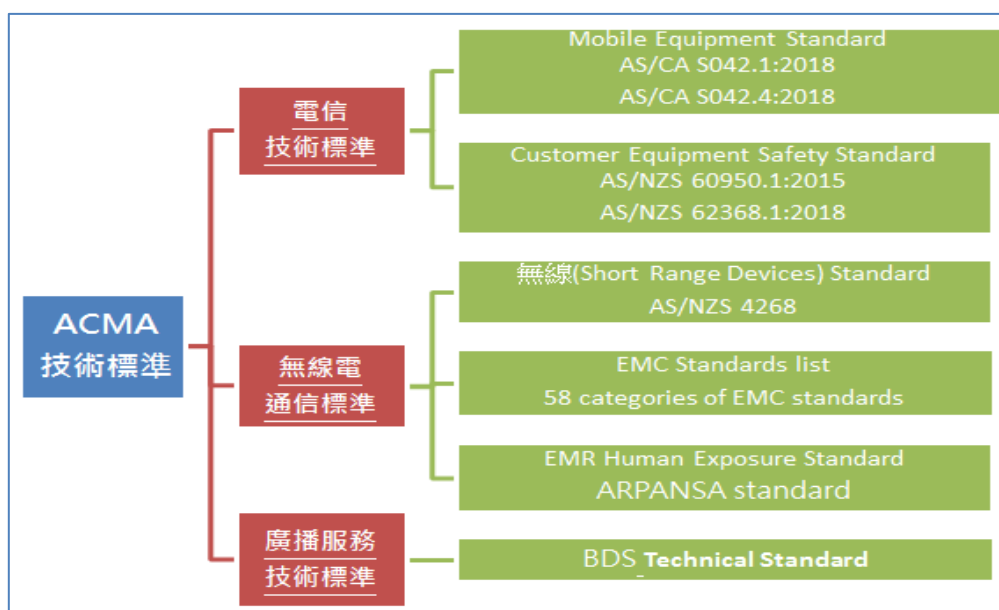 ACMA
技術標準
電信
技術標準
Mobile Equipment Standard
AS/CA S042.1:2018
AS/CA S042.4:2018
Customer Equipment Safety Standard
AS/NZS 60950.1:2015
AS/NZS 62368.1:2018
無線電
通信標準
無線(Short Range Devices) Standard
AS/NZS 4268
EMC Standards list
58 categories of EMC standards
EMR Human Exposure Standard
ARPANSA standard
廣播服務
技術標準
BDS Technical Standard